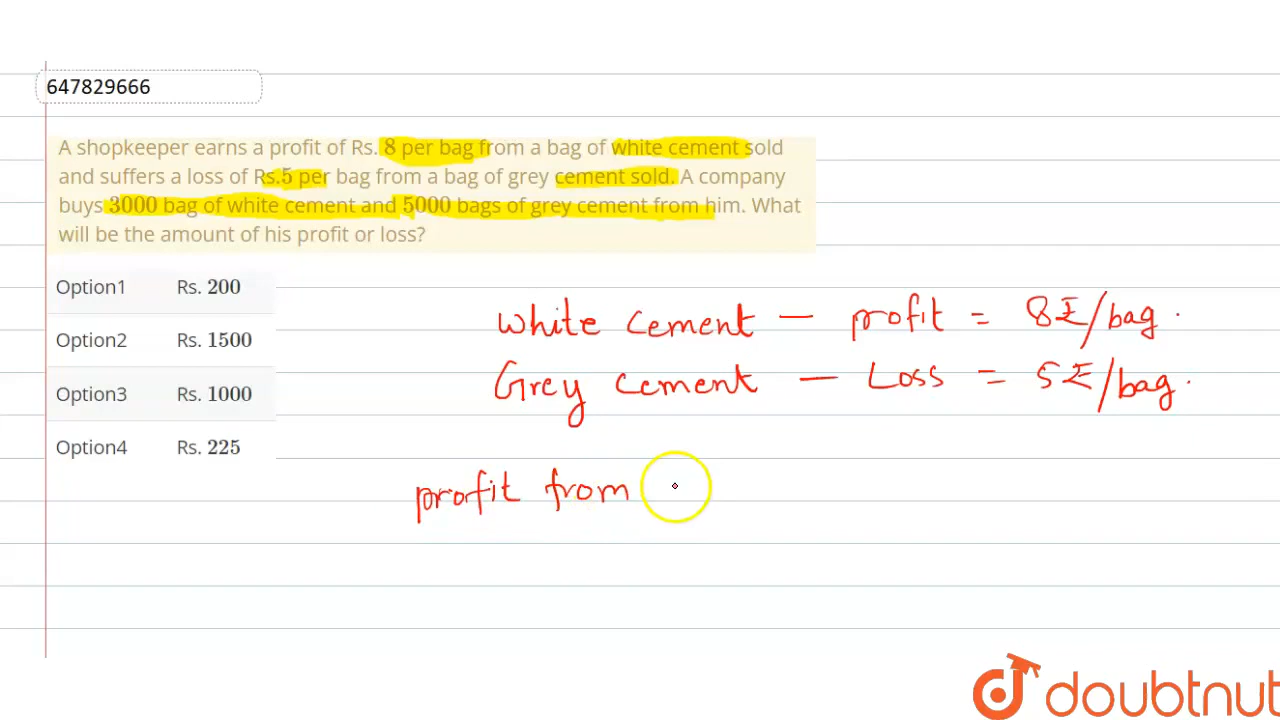 647829666
A shopkeeper earns a profit of Rs. 8 per bag from a bag of white cement sold
and suffers a loss of Rs.5 per bag from a bag of grey cement sold. A company
buys 3000 bag of white cement and 5000 bags of grey cement from him. What
will be the amount of his profit or loss?
Option1 Rs. 200
Option2 Rs. 1500
Option3 Rs. 1000
Option4 Rs. 225
White cement — profit = 8₹/bag.
Grey cement — Loss = 5₹/bag.
profit from
doubtnut